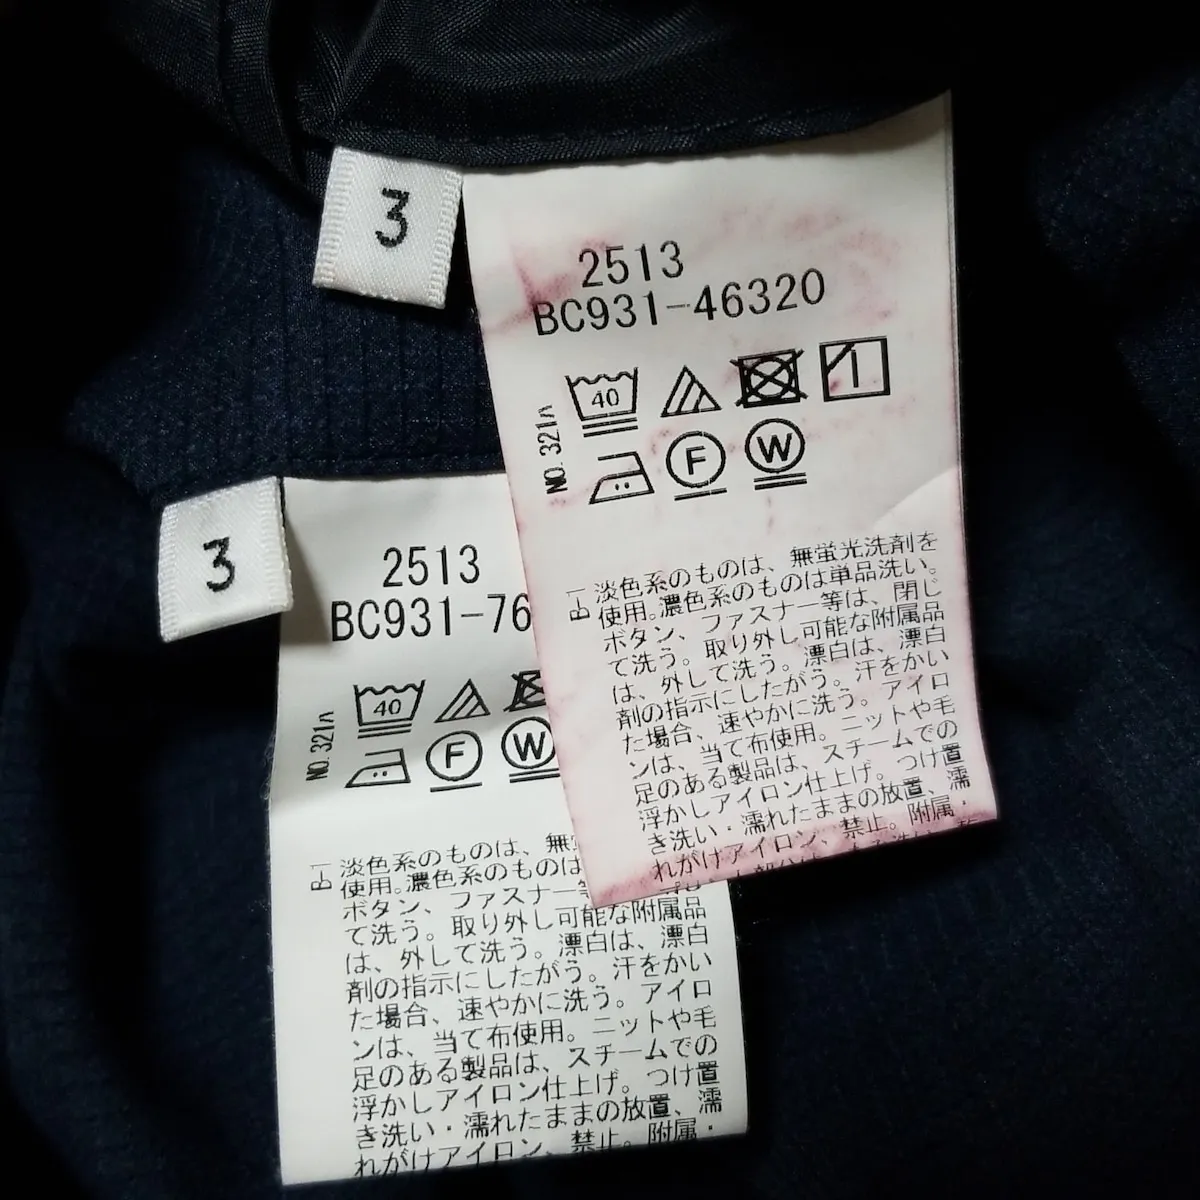 3
2513
BC931-46320
40
F
W
NO. 321A
B-1
淡色系のものは、無蛍光洗剤を
使用。濃色系のものは単品洗い。
ボタン、ファスナー等は、閉じ
て洗う。取り外し可能な附属品
は、外して洗う。漂白は、漂白
剤の指示にしたがう。汗をかい
た場合、速やかに洗う。アイロ
ンは、当て布使用。ニットや毛
足のある製品は、スチームでの
浮かしアイロン仕上げ。つけ置
き洗い・濡れたままの放置、濡
れがけアイロン、禁止。附属・
3
2513
BC931-76
40
F
W
NO. 321A
B-1
淡色系のものは、無
使用。濃色系のものは
ボタン、ファスナー等
て洗う。取り外し可能な附属品
は、外して洗う。漂白は、漂白
剤の指示にしたがう。汗をかい
た場合、速やかに洗う。アイロ
ンは、当て布使用。ニットや毛
足のある製品は、スチームでの
浮かしアイロン仕上げ。つけ置
き洗い・濡れたままの放置、濡
れがけアイロン、禁止。附属・